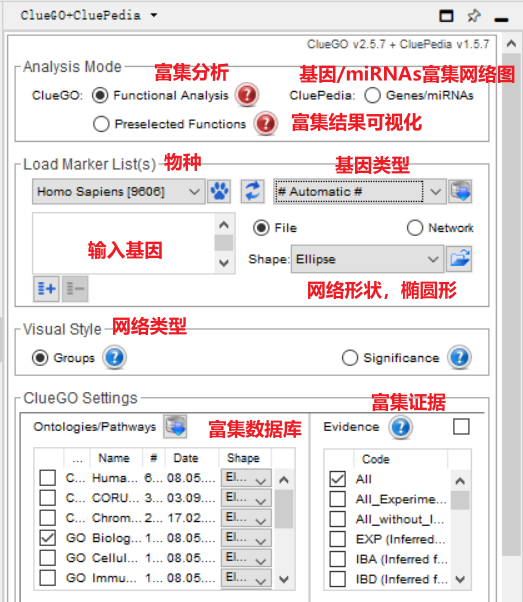 ClueGO+CluePedia
ClueGO v2.5.7 + CluePedia v1.5.7
Analysis Mode 富集分析 基因/miRNAs富集网络图
ClueGO: Functional Analysis ? CluePedia: Genes/miRNAs
Preselected Functions ? 富集结果可视化
Load Marker List(s) 物种 基因类型
Homo Sapiens [9606] # Automatic #
输入基因 File Network
Shape: Ellipse
网络形状，椭圆形
Visual Style 网络类型
Groups ? Significance ?
ClueGO Settings 富集证据
Ontologies/Pathways 富集数据库 Evidence ?
... Name # Date Shape Code
C... Huma... 6... 08.05.... El... All
C... CORU... 3... 03.09.... El... All_Experime...
C... Chrom... 2... 17.02.... El... All_without_I...
GO Biolog... 1... 08.05.... El... EXP (Inferred...
GO Cellul... 1... 08.05.... El... IBA (Inferred f...
GO Immu... 1... 08.05.... El... IBD (Inferred f...